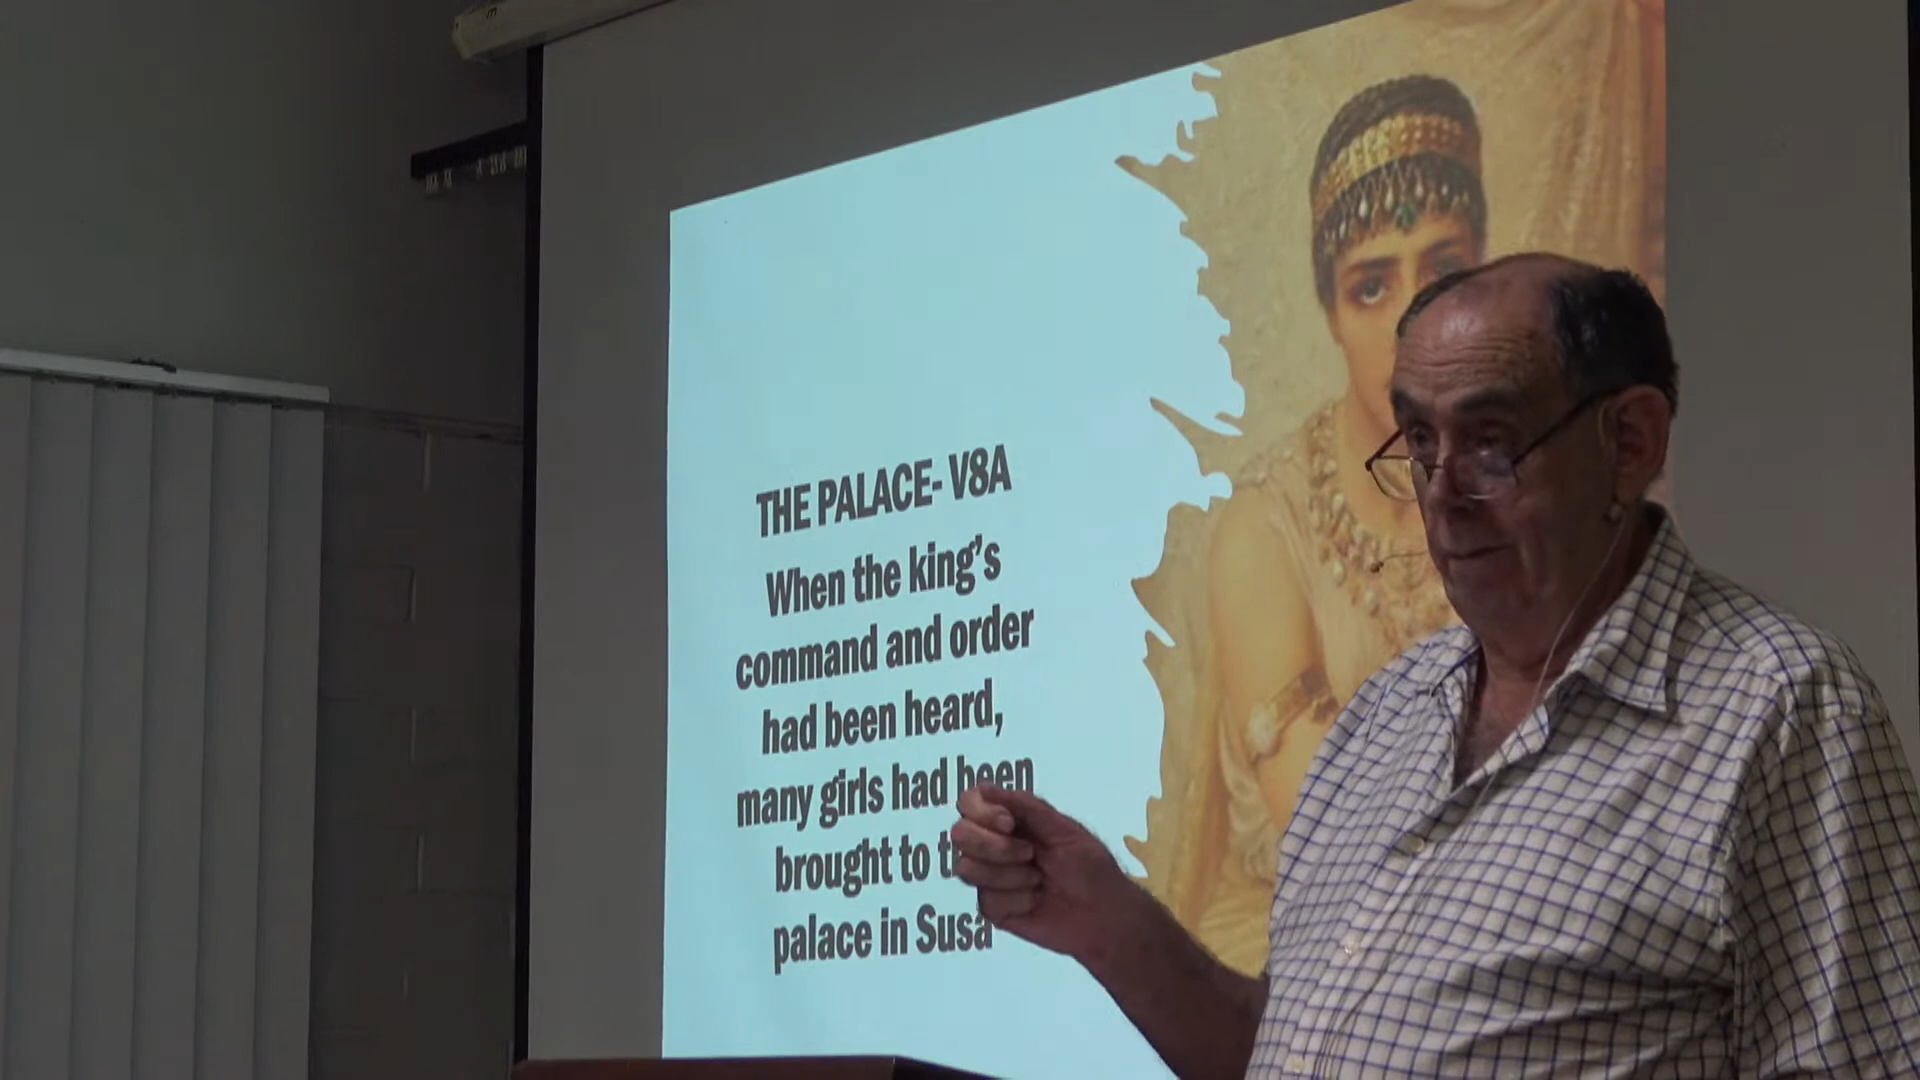 THE PALACE- V8A
When the king's
command and order
had been heard,
many girls had been
brought to
palace in Susa